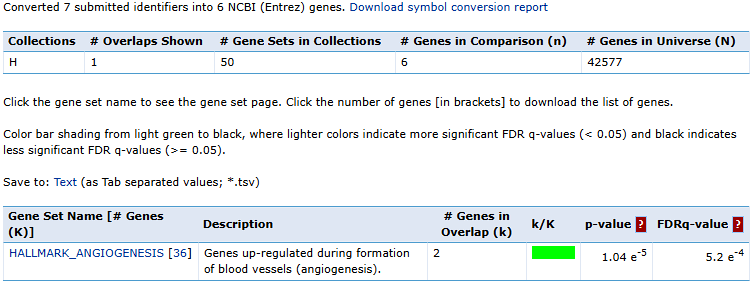 Converted 7 submitted identifiers into 6 NCBI (Entrez) genes. Download symbol conversion report
Collections # Overlaps Shown # Gene Sets in Collections # Genes in Comparison (n) # Genes in Universe (N)
H 1 50 6 42577
Click the gene set name to see the gene set page. Click the number of genes [in brackets] to download the list of genes.
Color bar shading from light green to black, where lighter colors indicate more significant FDR q-values (< 0.05) and black indicates
less significant FDR q-values (>= 0.05).
Save to: Text (as Tab separated values; *.tsv)
Gene Set Name [# Genes (K)] Description # Genes in Overlap (k) k/K p-value ? FDRq-value ?
HALLMARK_ANGIOGENESIS [36] Genes up-regulated during formation of blood vessels (angiogenesis). 2 1.04 e-5 5.2 e-4